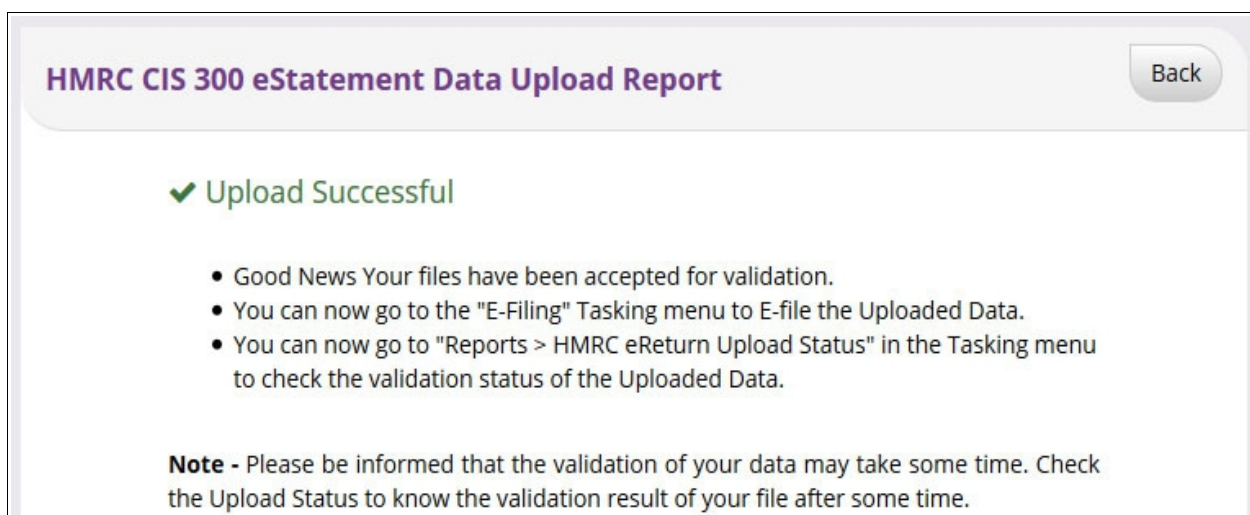 HMRC CIS 300 eStatement Data Upload Report
Back
✔ Upload Successful
• Good News Your files have been accepted for validation.
• You can now go to the "E-Filing" Tasking menu to E-file the Uploaded Data.
• You can now go to "Reports > HMRC eReturn Upload Status" in the Tasking menu
to check the validation status of the Uploaded Data.
Note - Please be informed that the validation of your data may take some time. Check
the Upload Status to know the validation result of your file after some time.